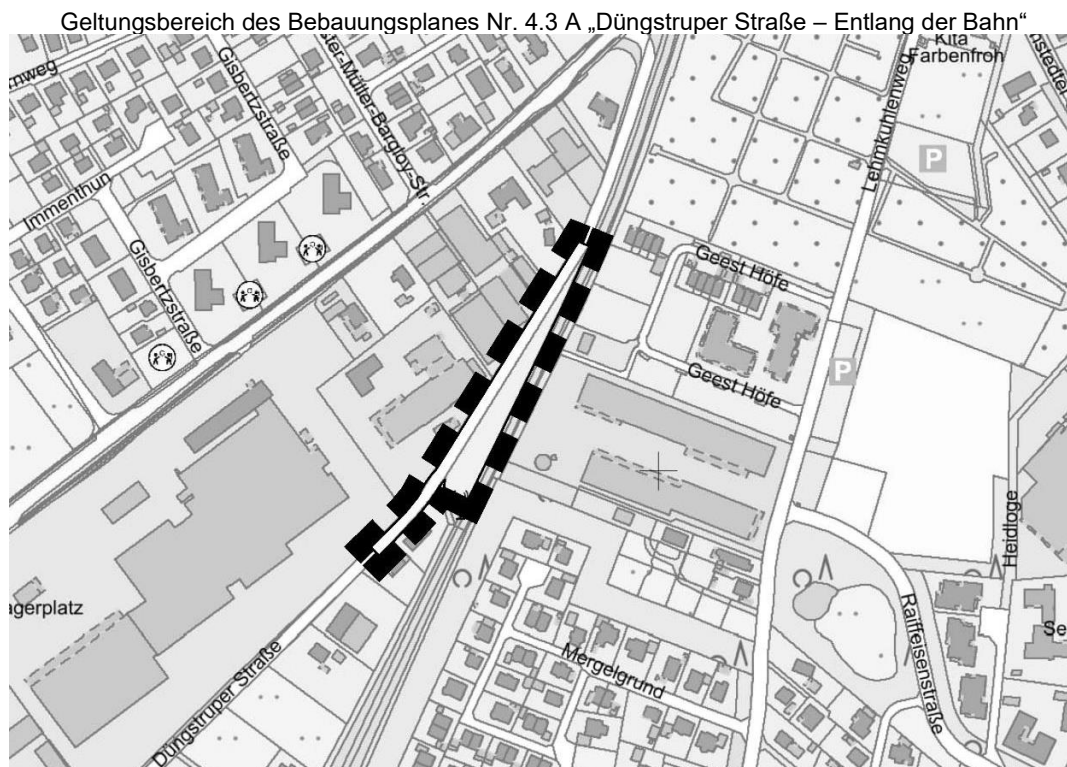 Geltungsbereich des Bebauungsplanes Nr. 4.3 A „Düngstruper Straße – Entlang der Bahn“
Kita
Farbenfroh
Gisbertzstraße
Lehmkuhlenweg
P
Immenthun
Gisbertzstraße
Geest Höfe
P
Geest Höfe
Heidloge
Raiffeisenstraße
Mergelgrund
Düngstruper Straße